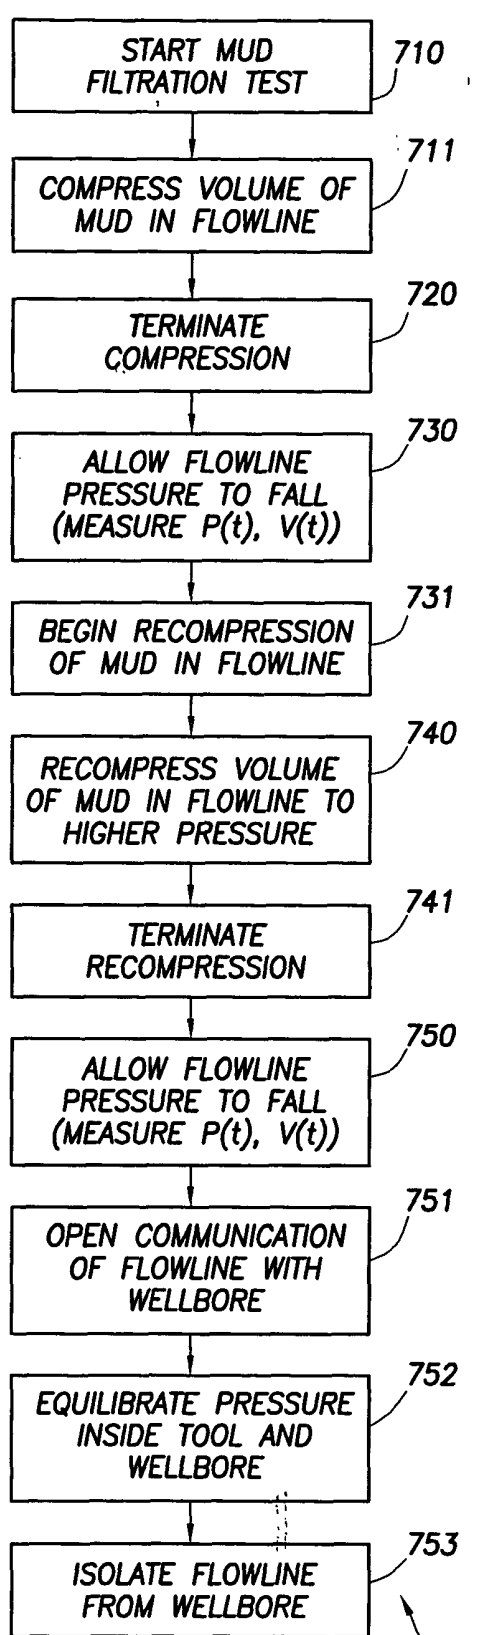 START MUD
FILTRATION TEST
710
COMPRESS VOLUME OF
MUD IN FLOWLINE
711
TERMINATE
COMPRESSION
720
ALLOW FLOWLINE
PRESSURE TO FALL
(MEASURE P(t), V(t))
730
BEGIN RECOMPRESSION
OF MUD IN FLOWLINE
731
RECOMPRESS VOLUME
OF MUD IN FLOWLINE TO
HIGHER PRESSURE
740
TERMINATE
RECOMPRESSION
741
ALLOW FLOWLINE
PRESSURE TO FALL
(MEASURE P(t), V(t))
750
OPEN COMMUNICATION
OF FLOWLINE WITH
WELLBORE
751
EQUILIBRATE PRESSURE
INSIDE TOOL AND
WELLBORE
752
ISOLATE FLOWLINE
FROM WELLBORE
753